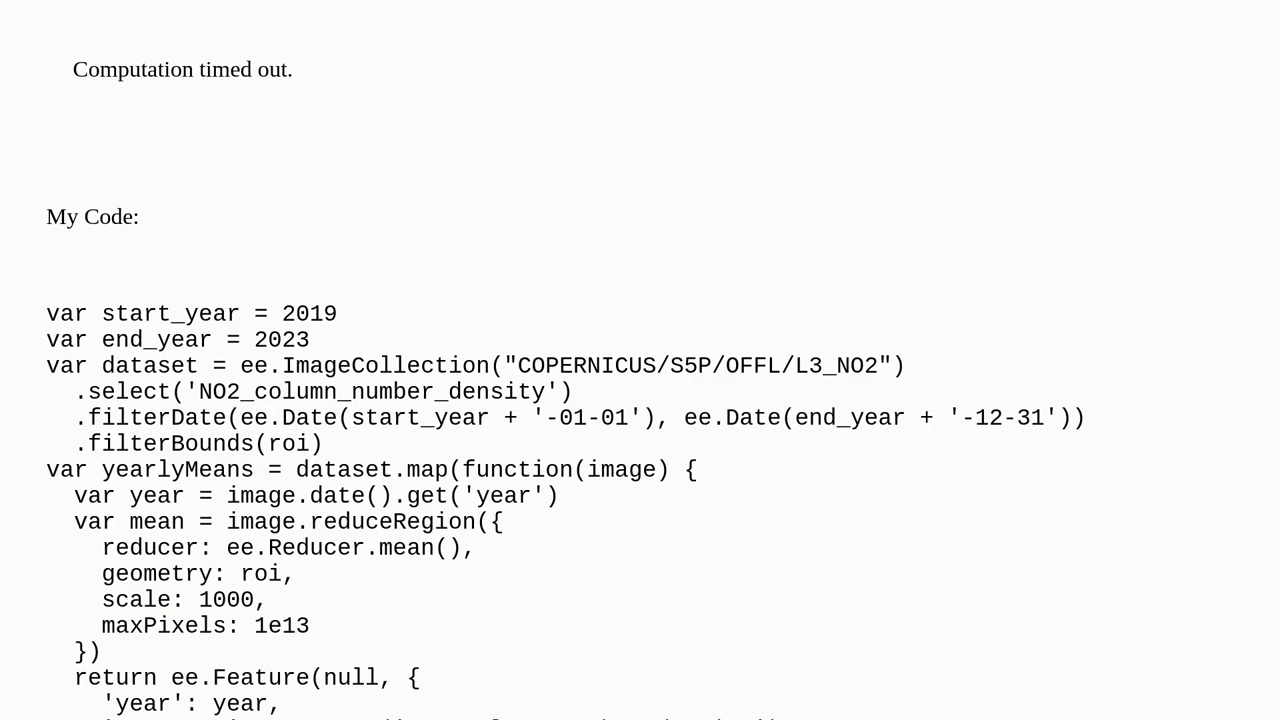 Computation timed out.
My Code:
var start_year = 2019
var end_year = 2023
var dataset = ee.ImageCollection("COPERNICUS/S5P/OFFL/L3_NO2")
  .select('NO2_column_number_density')
  .filterDate(ee.Date(start_year + '-01-01'), ee.Date(end_year + '-12-31'))
  .filterBounds(roi)
var yearlyMeans = dataset.map(function(image) {
  var year = image.date().get('year')
  var mean = image.reduceRegion({
    reducer: ee.Reducer.mean(),
    geometry: roi,
    scale: 1000,
    maxPixels: 1e13
  })
  return ee.Feature(null, {
    'year': year,